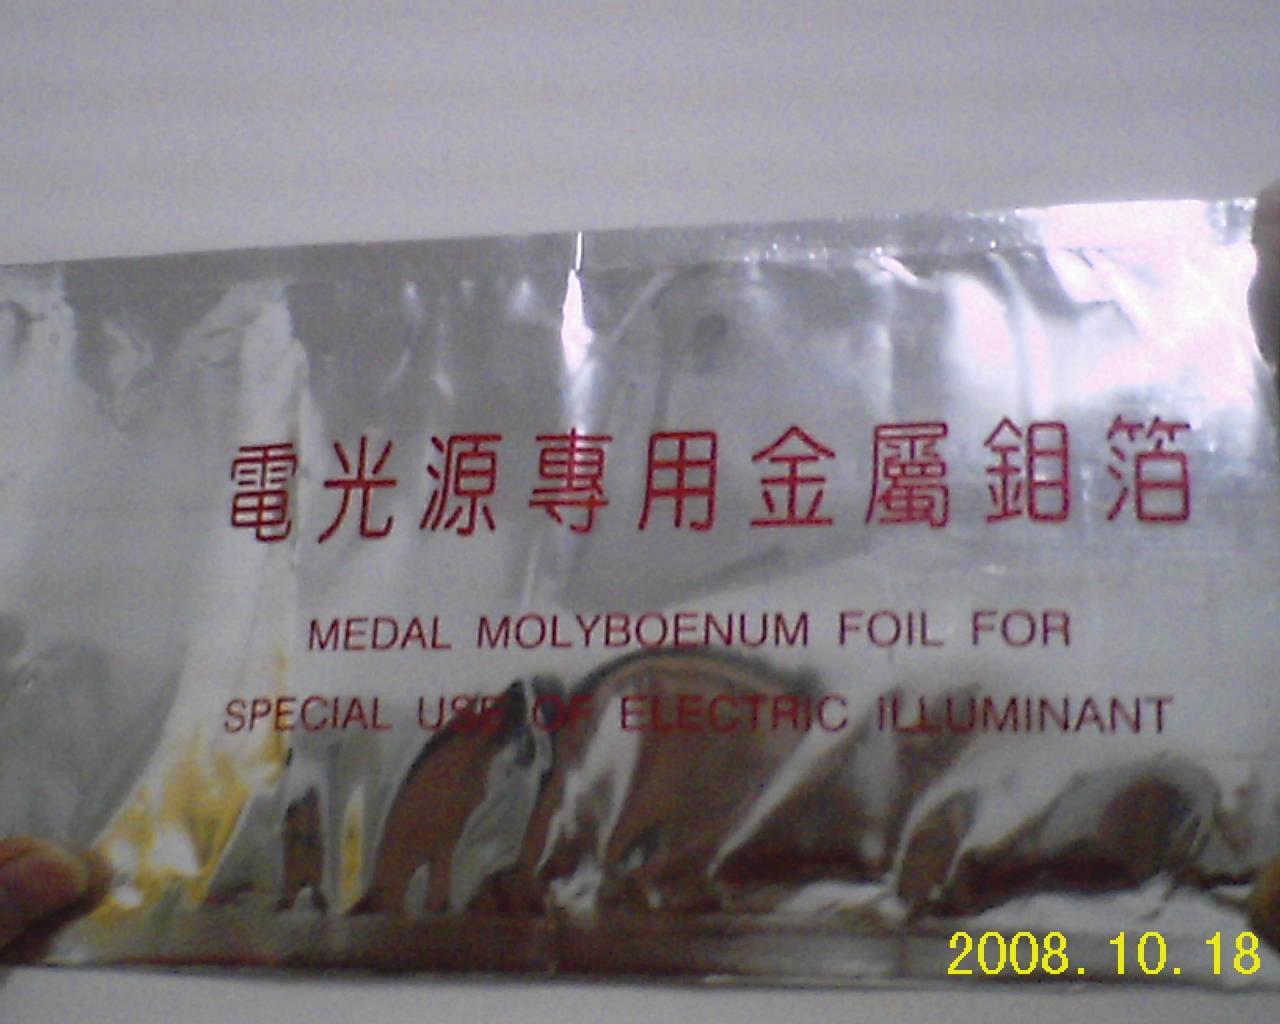 電光源專用金屬鉬箔
MEDAL MOLYBOENUM FOIL FOR
SPECIAL USE OF ELECTRIC ILLUMINANT
2008.10.18